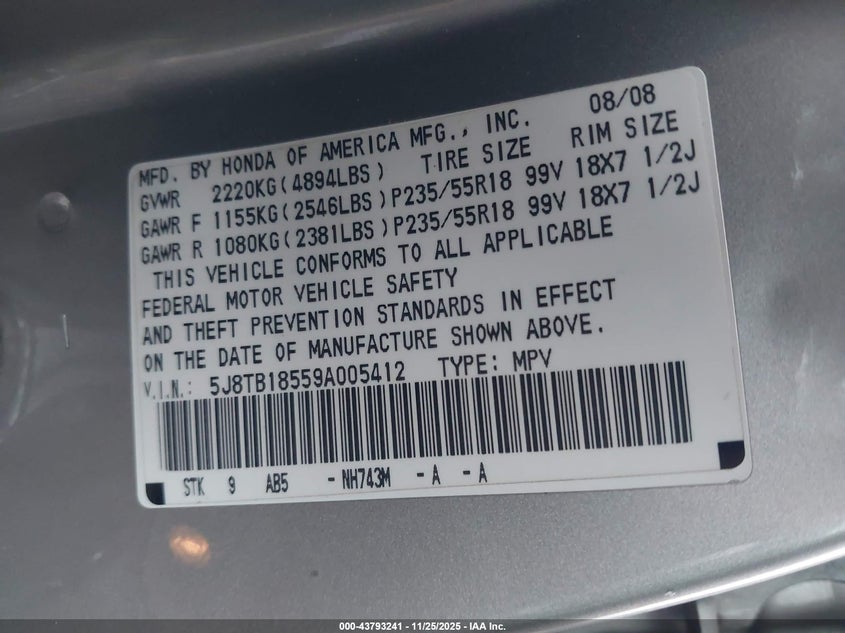 MFD. BY HONDA OF AMERICA MFG., INC. 08/08
GVWR 2220KG(4894LBS) TIRE SIZE RIM SIZE
GAWR F 1155KG(2546LBS)P235/55R18 99V 18X7 1/2J
GAWR R 1080KG(2381LBS)P235/55R18 99V 18X7 1/2J
THIS VEHICLE CONFORMS TO ALL APPLICABLE
FEDERAL MOTOR VEHICLE SAFETY
AND THEFT PREVENTION STANDARDS IN EFFECT
ON THE DATE OF MANUFACTURE SHOWN ABOVE.
V.I.N.: 5J8TB18559A005412 TYPE: MPV
STK 9 AB5 -NH743M -A -A
000-43793241 - 11/25/2025 - IAA Inc.